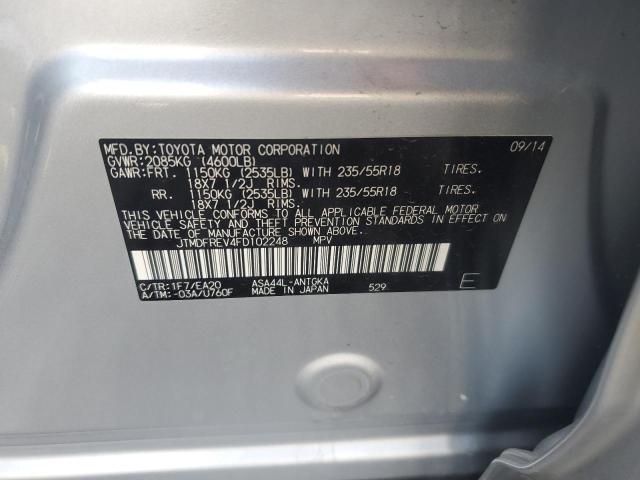 MFD.BY:TOYOTA MOTOR CORPORATION 09/14
GVWR:2085KG (4600LB)
GAWR:FRT. 1150KG (2535LB) WITH 235/55R18 TIRES.
18X7 1/2J RIMS.
RR. 1150KG (2535LB) WITH 235/55R18 TIRES.
18X7 1/2J RIMS.
THIS VEHICLE CONFORMS TO ALL APPLICABLE FEDERAL MOTOR
VEHICLE SAFETY AND THEFT PREVENTION STANDARDS IN EFFECT ON
THE DATE OF MANUFACTURE SHOWN ABOVE.
JTMDFREV4FD102248 MPV
C/TR:1F7/EA20 ASA44L-ANTGKA
A/TM:-03A/U760F MADE IN JAPAN 529 E